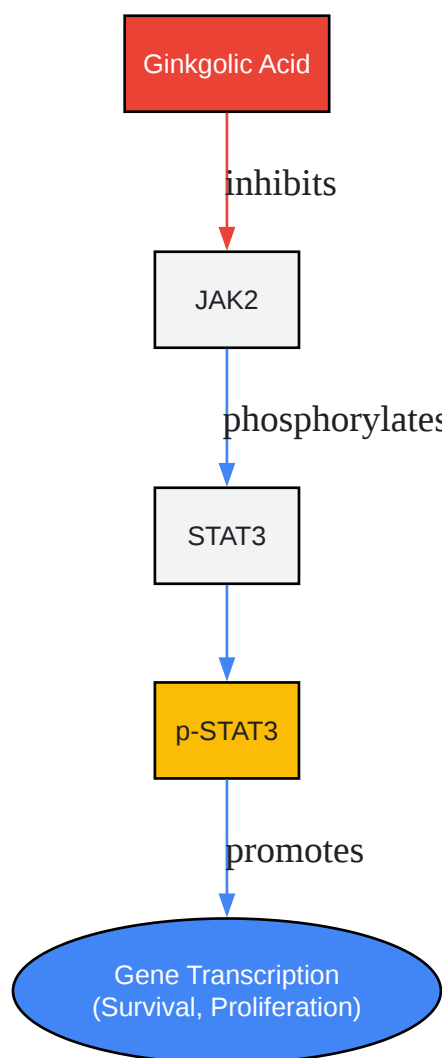 Ginkgolic Acid
inhibits
JAK2
phosphorylates
STAT3
p-STAT3
promotes
Gene Transcription
(Survival, Proliferation)